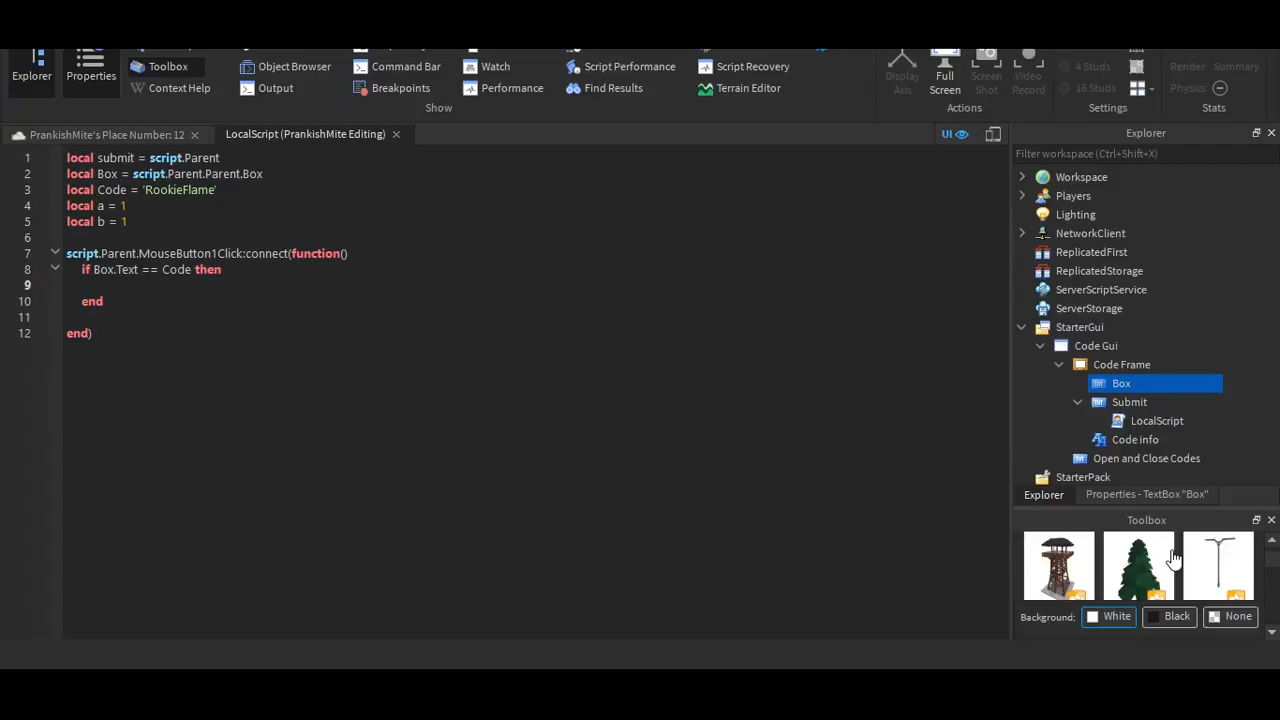 Explorer
Properties
Toolbox
Context Help
Object Browser
Output
Command Bar
Breakpoints
Watch
Performance
Script Performance
Find Results
Script Recovery
Terrain Editor
Show
Display Axis
Full Screen
Screen Shot
Video Record
Actions
4 Studs
16 Studs
Settings
Render
Summary
Physics
Stats
PrankishMite's Place Number: 12
LocalScript (PrankishMite Editing)
UI
1 local submit = script.Parent
2 local Box = script.Parent.Parent.Box
3 local Code = 'RookieFlame'
4 local a = 1
5 local b = 1
6
7 script.Parent.MouseButton1Click:connect(function()
8 if Box.Text == Code then
9
10 end
11
12 end)
Explorer
Filter workspace (Ctrl+Shift+X)
Workspace
Players
Lighting
NetworkClient
ReplicatedFirst
ReplicatedStorage
ServerScriptService
ServerStorage
StarterGui
Code Gui
Code Frame
Box
Submit
LocalScript
Code info
Open and Close Codes
StarterPack
Explorer
Properties - TextBox "Box"
Toolbox
Background:
White
Black
None